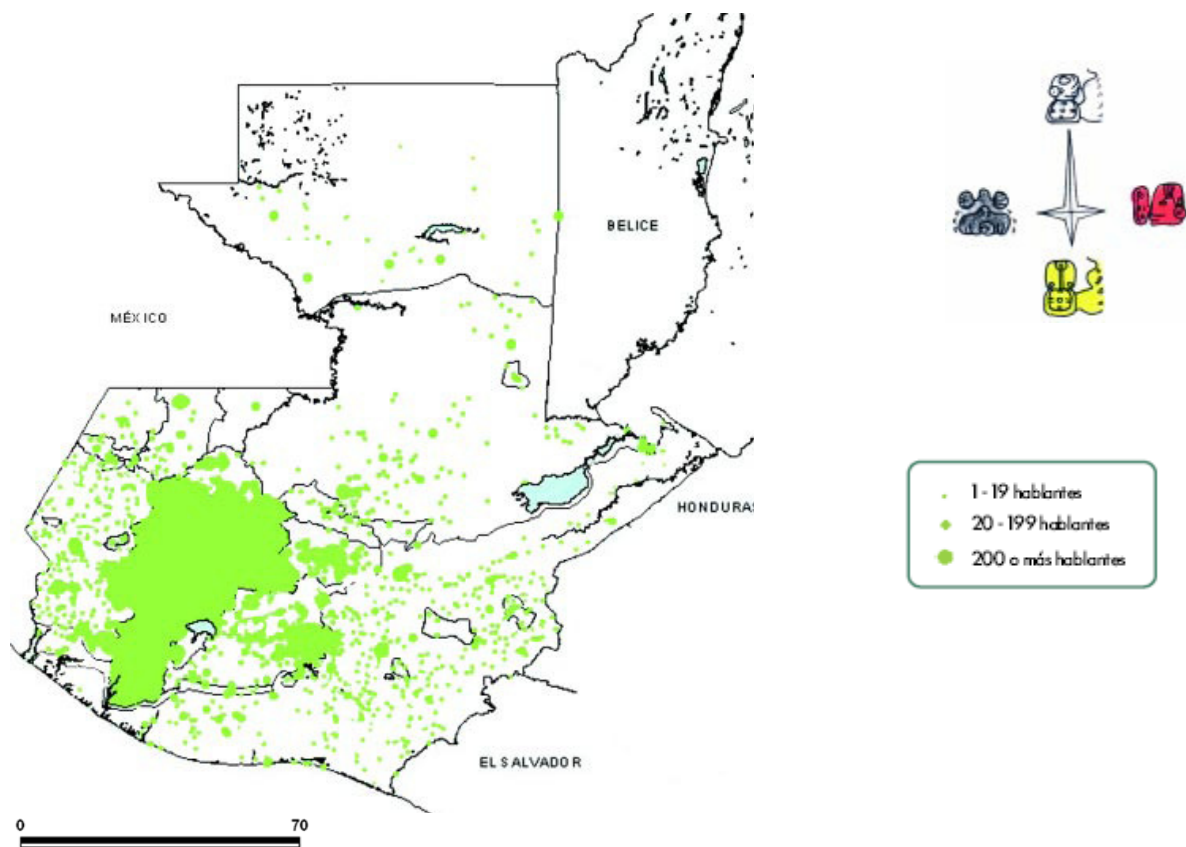 BELICE
MÉXICO
HONDURAS
EL SALVADOR
1 - 19 hablantes
20 - 199 hablantes
200 o más hablantes
0 70